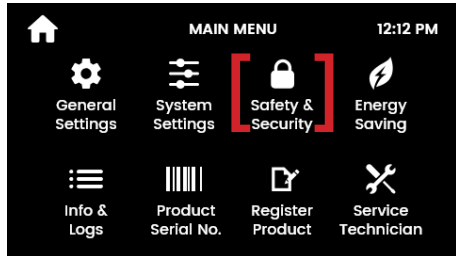 MAIN MENU 12:12 PM
General Settings
System Settings
Safety & Security
Energy Saving
Info & Logs
Product Serial No.
Register Product
Service Technician